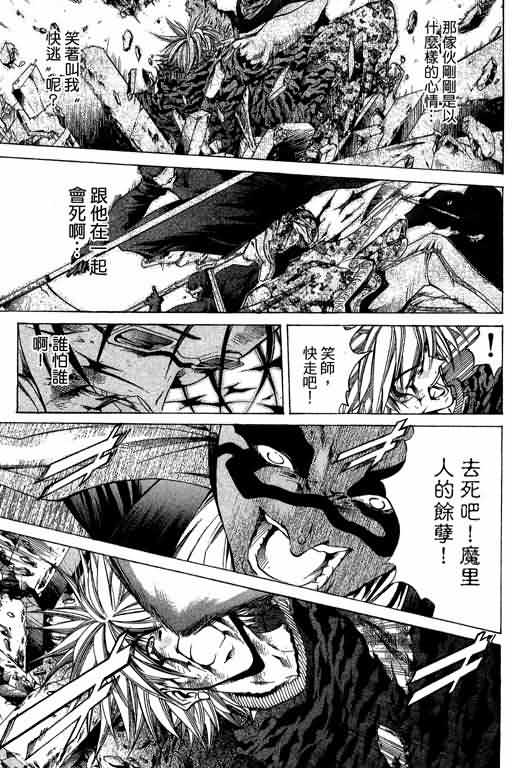 那傢伙剛剛是以
什麼樣的心情…
笑著叫我〝
快逃〞呢？
跟他在一起
會死啊…
！
笑師，
快走吧！
誰怕誰
啊！
去死吧！魔里
人的餘孽！